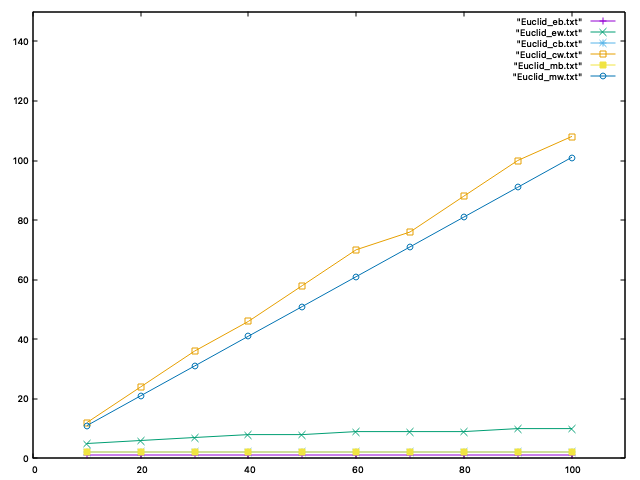 140
120
100
80
60
40
20
0
0 20 40 60 80 100
"Euclid_eb.txt"
"Euclid_ew.txt"
"Euclid_cb.txt"
"Euclid_cw.txt"
"Euclid_mb.txt"
"Euclid_mw.txt"